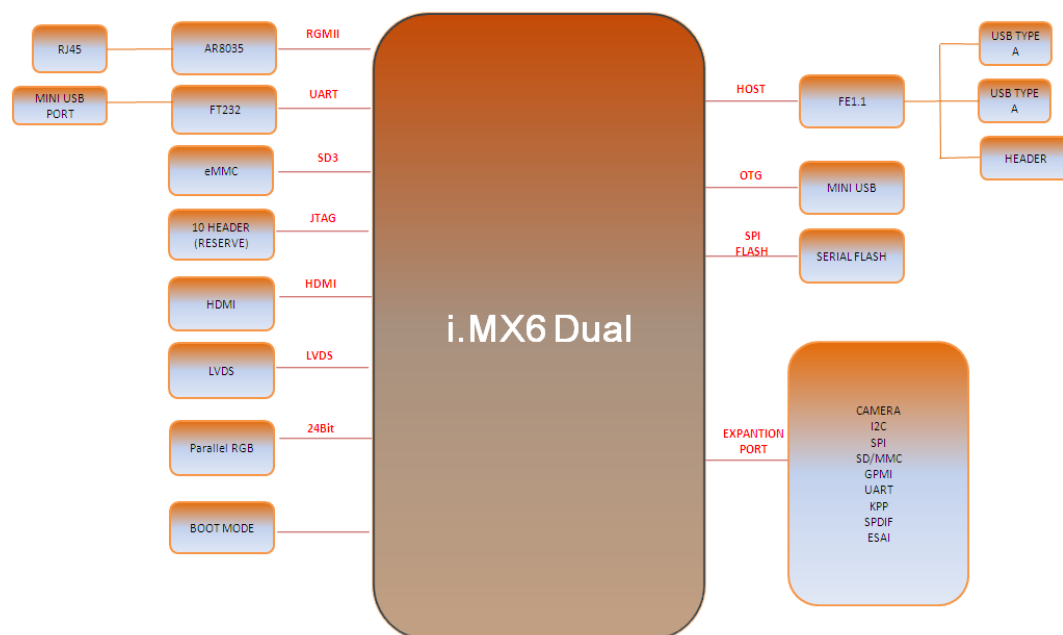 RJ45
AR8035
RGMII
MINI USB
PORT
FT232
UART
eMMC
SD3
10 HEADER
(RESERVE)
JTAG
HDMI
HDMI
LVDS
LVDS
Parallel RGB
24Bit
BOOT MODE
i.MX6 Dual
HOST
FE1.1
USB TYPE
A
USB TYPE
A
HEADER
OTG
MINI USB
SPI
FLASH
SERIAL FLASH
EXPANTION
PORT
CAMERA
I2C
SPI
SD/MMC
GPMI
UART
KPP
SPDIF
ESAI